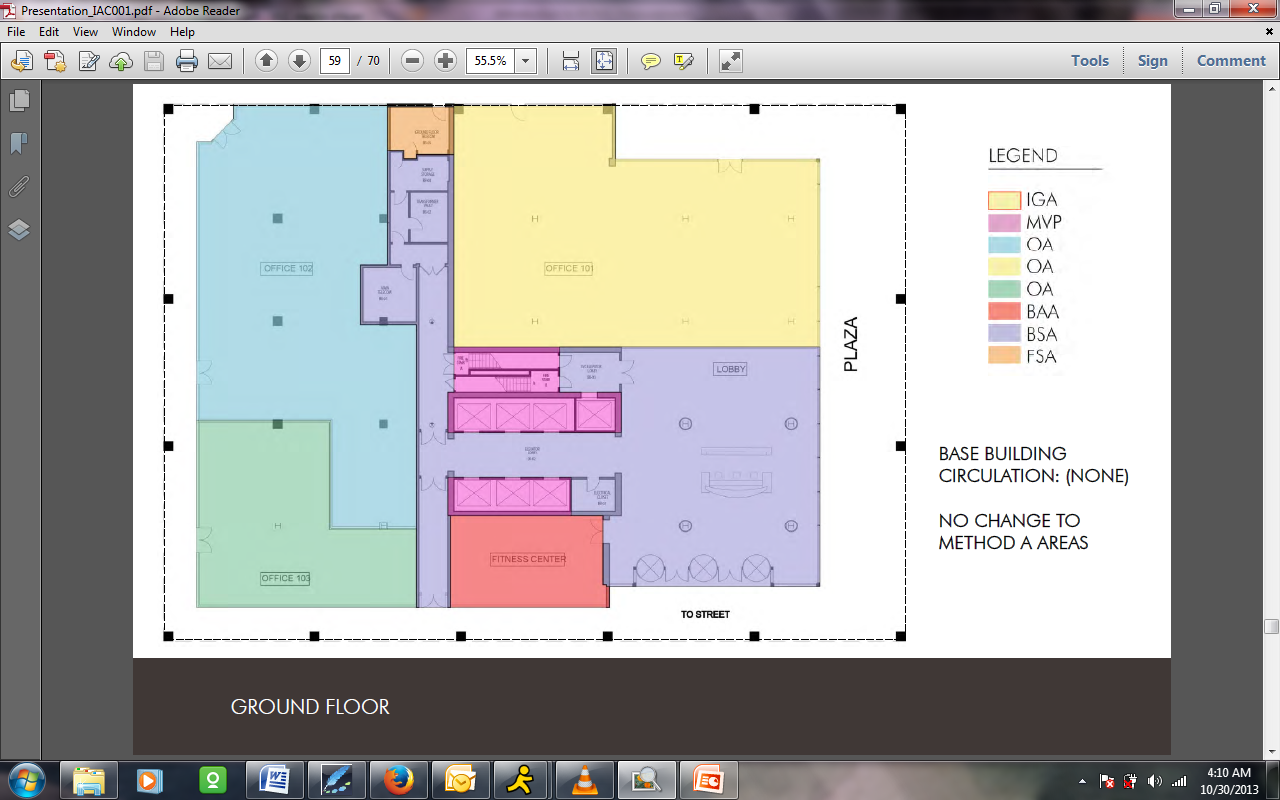 Presentation_IAC001.pdf - Adobe Reader
File Edit View Window Help
59 / 70
55.5%
Tools Sign Comment
LEGEND
IGA
MVP
OA
OA
OA
BAA
BSA
FSA
OFFICE 102
OFFICE 101
PLAZA
LOBBY
BASE BUILDING
CIRCULATION: (NONE)
NO CHANGE TO
METHOD A AREAS
FITNESS CENTER
OFFICE 103
TO STREET
GROUND FLOOR
4:10 AM
10/30/2013